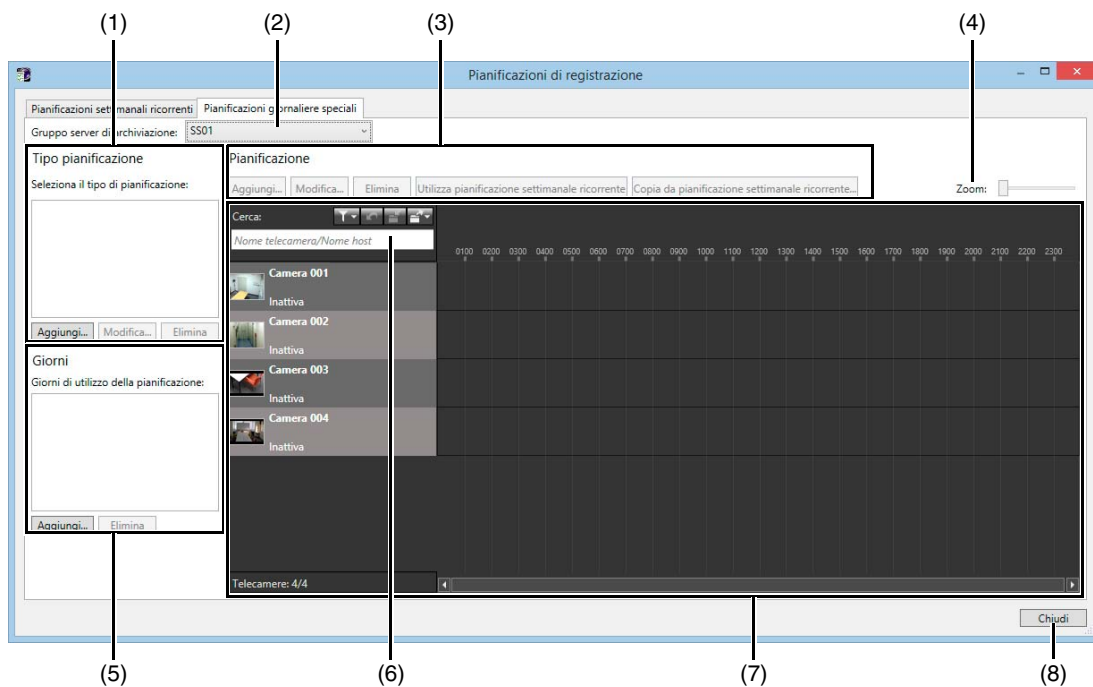 (1) (2) (3) (4)
Pianificazioni di registrazione
Pianificazioni settimanali ricorrenti Pianificazioni giornaliere speciali
Gruppo server di archiviazione: SS01
Tipo pianificazione
Seleziona il tipo di pianificazione:
Aggiungi... Modifica... Elimina
Pianificazione
Aggiungi... Modifica... Elimina Utilizza pianificazione settimanale ricorrente Copia da pianificazione settimanale ricorrente...
Zoom:
Cerca:
Nome telecamera/Nome host
0100 0200 0300 0400 0500 0600 0700 0800 0900 1000 1100 1200 1300 1400 1500 1600 1700 1800 1900 2000 2100 2200 2300
Camera 001
Inattiva
Camera 002
Inattiva
Camera 003
Inattiva
Camera 004
Inattiva
Giorni
Giorni di utilizzo della pianificazione:
Aggiungi... Elimina
Telecamere: 4/4
Chiudi
(5) (6) (7) (8)